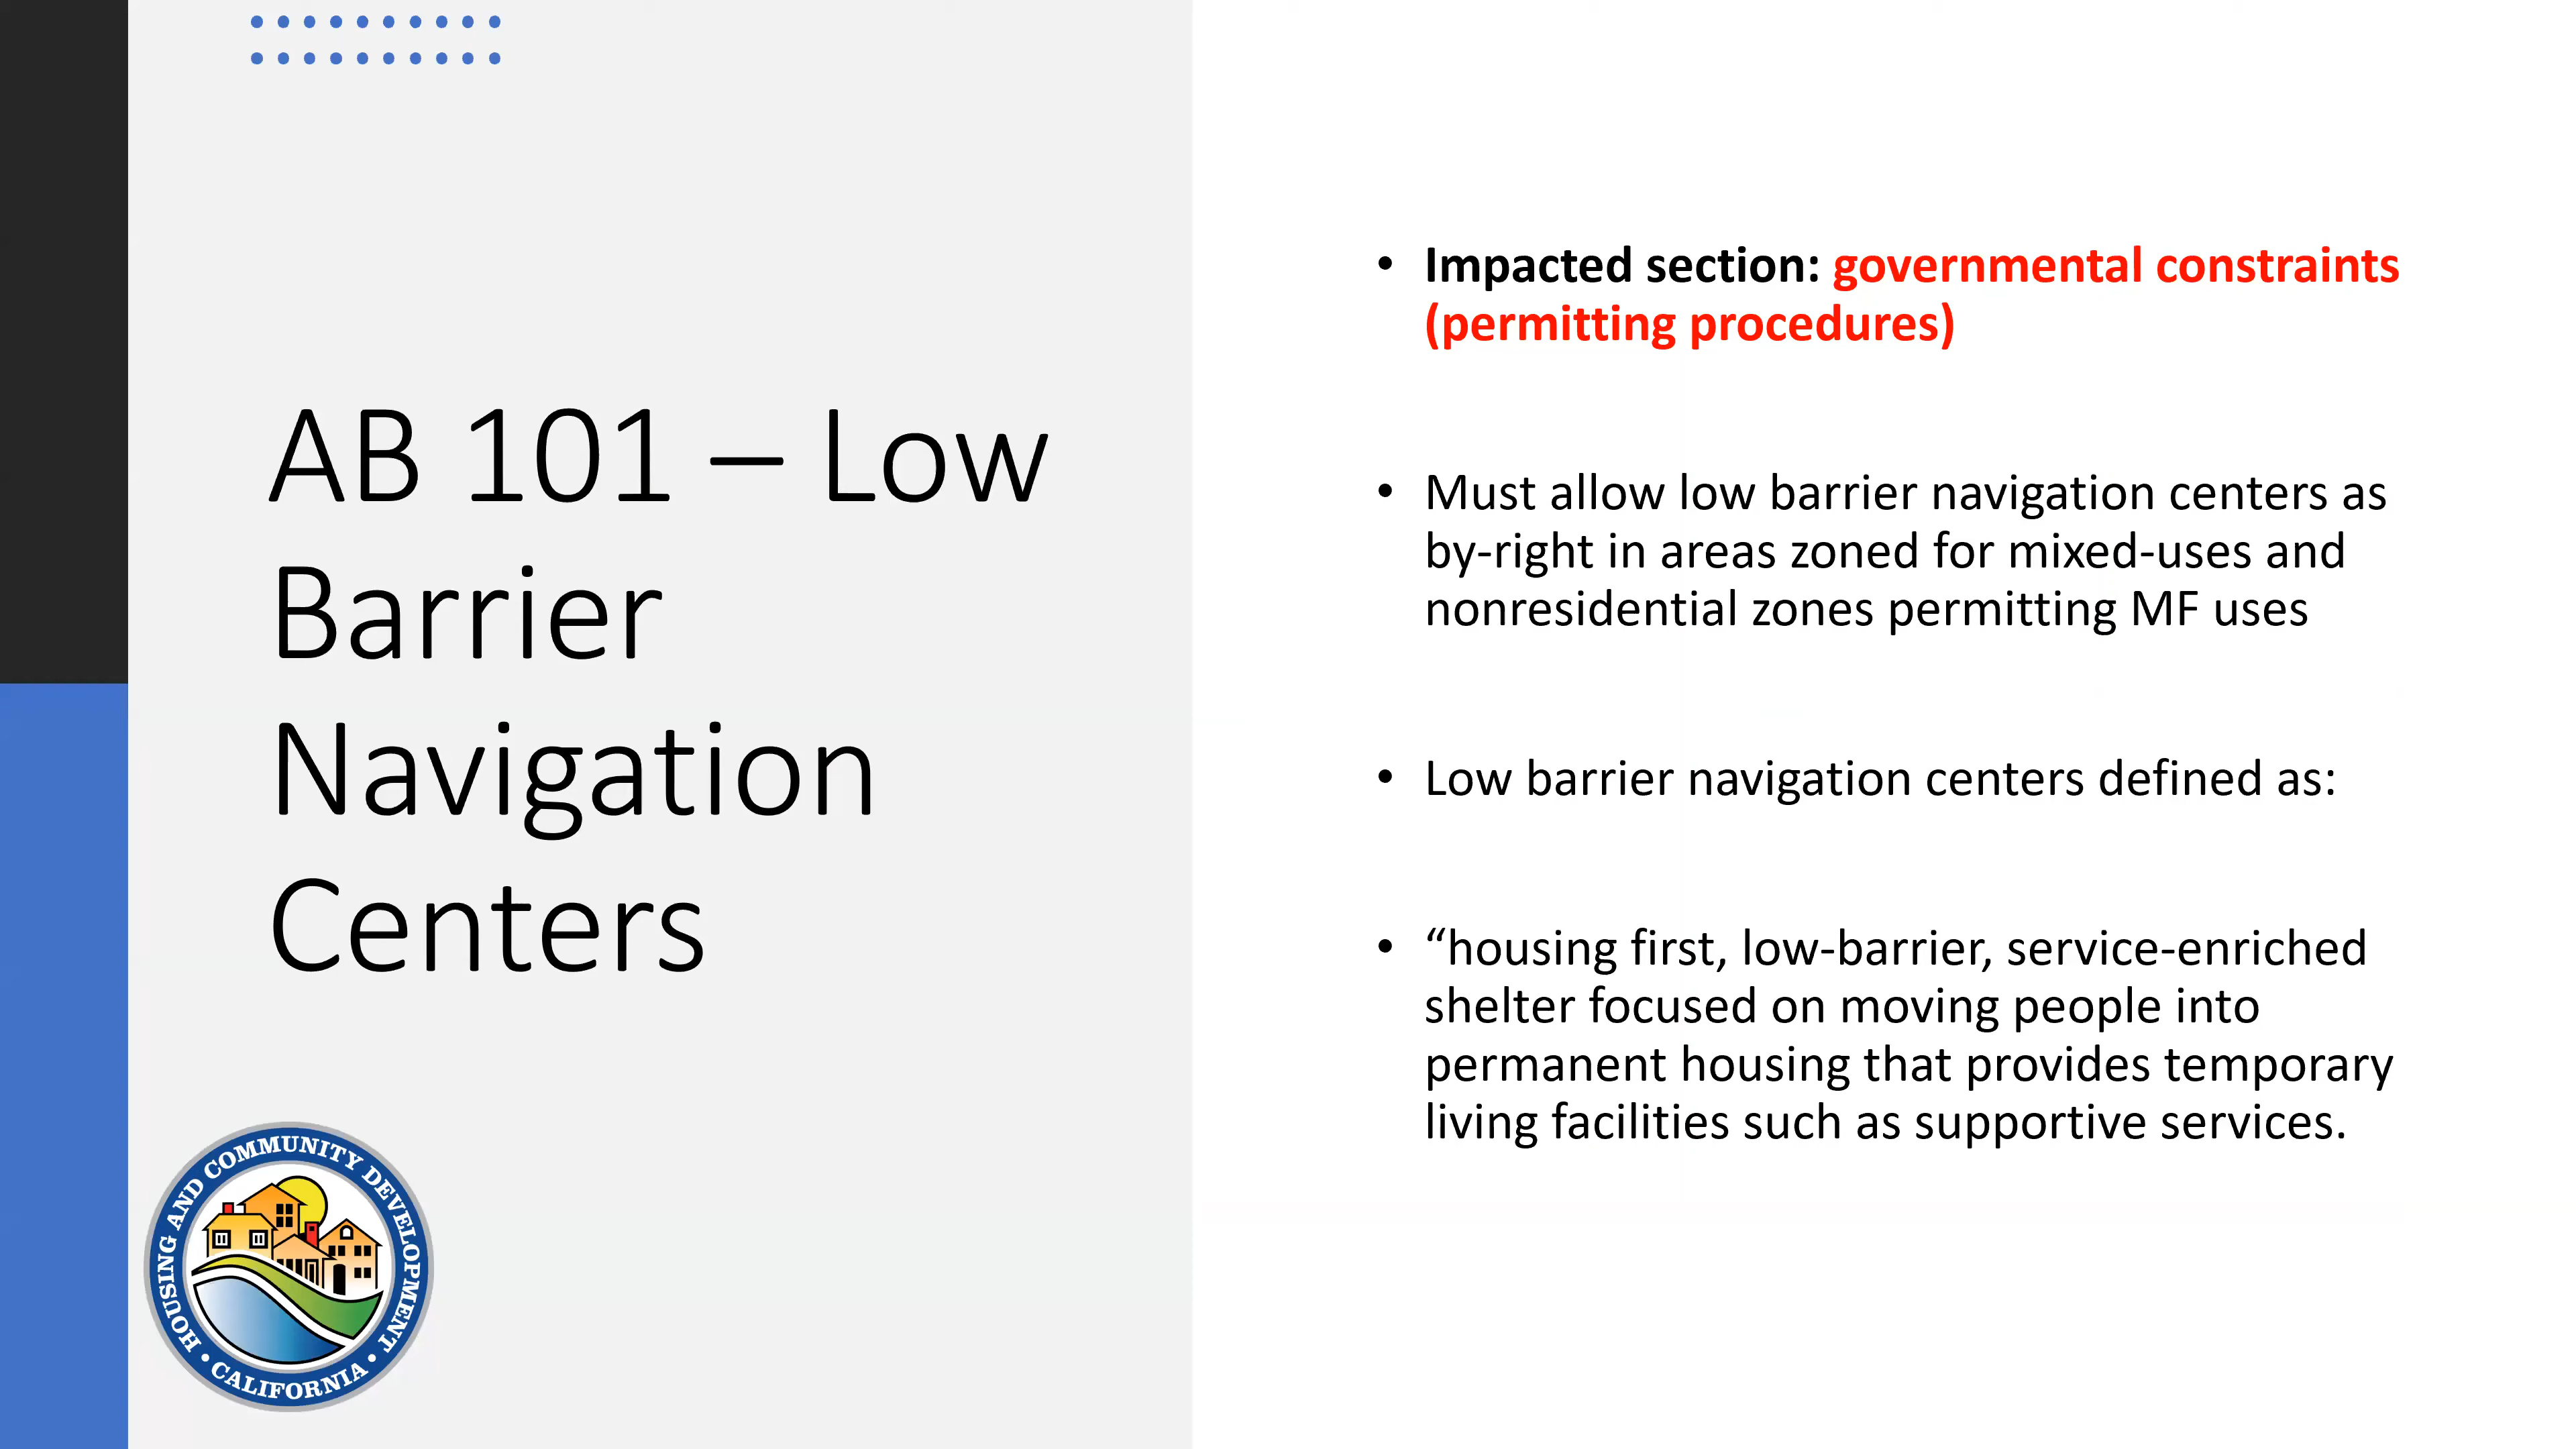 AB 101 – Low
Barrier
Navigation
Centers
HOUSING AND COMMUNITY DEVELOPMENT
• CALIFORNIA •
• Impacted section: governmental constraints
(permitting procedures)
• Must allow low barrier navigation centers as
by-right in areas zoned for mixed-uses and
nonresidential zones permitting MF uses
• Low barrier navigation centers defined as:
• “housing first, low-barrier, service-enriched
shelter focused on moving people into
permanent housing that provides temporary
living facilities such as supportive services.